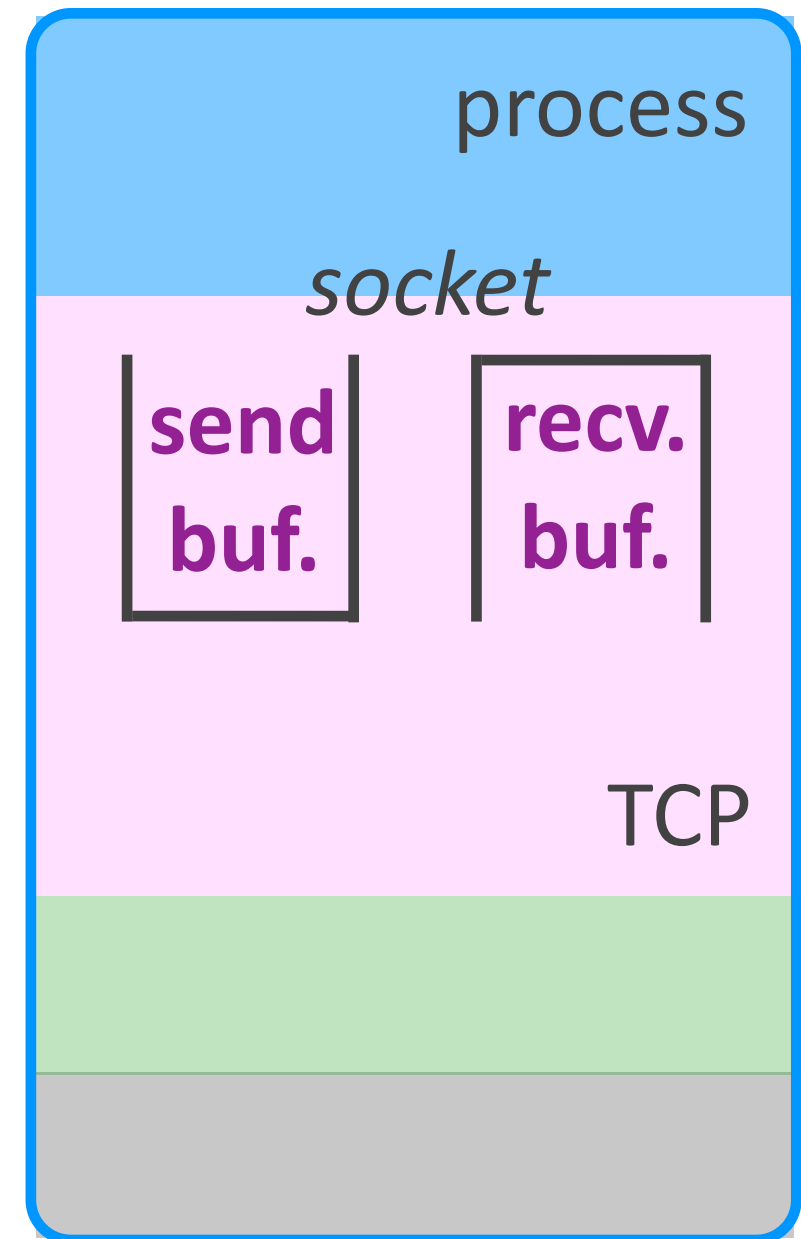 process
socket
send
buf.
recv.
buf.
TCP